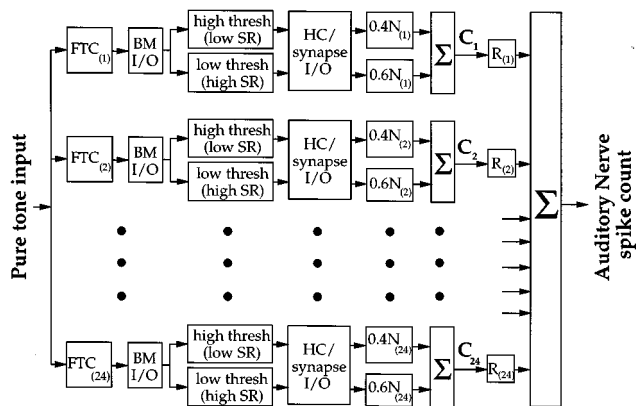 Pure tone input
FTC(1)
BM
I/O
high thresh
(low SR)
low thresh
(high SR)
HC/
synapse
I/O
0.4N(1)
0.6N(1)
Σ
C1
R(1)
FTC(2)
BM
I/O
high thresh
(low SR)
low thresh
(high SR)
HC/
synapse
I/O
0.4N(2)
0.6N(2)
Σ
C2
R(2)
FTC(24)
BM
I/O
high thresh
(low SR)
low thresh
(high SR)
HC/
synapse
I/O
0.4N(24)
0.6N(24)
Σ
C24
R(24)
Σ
Auditory Nerve
spike count